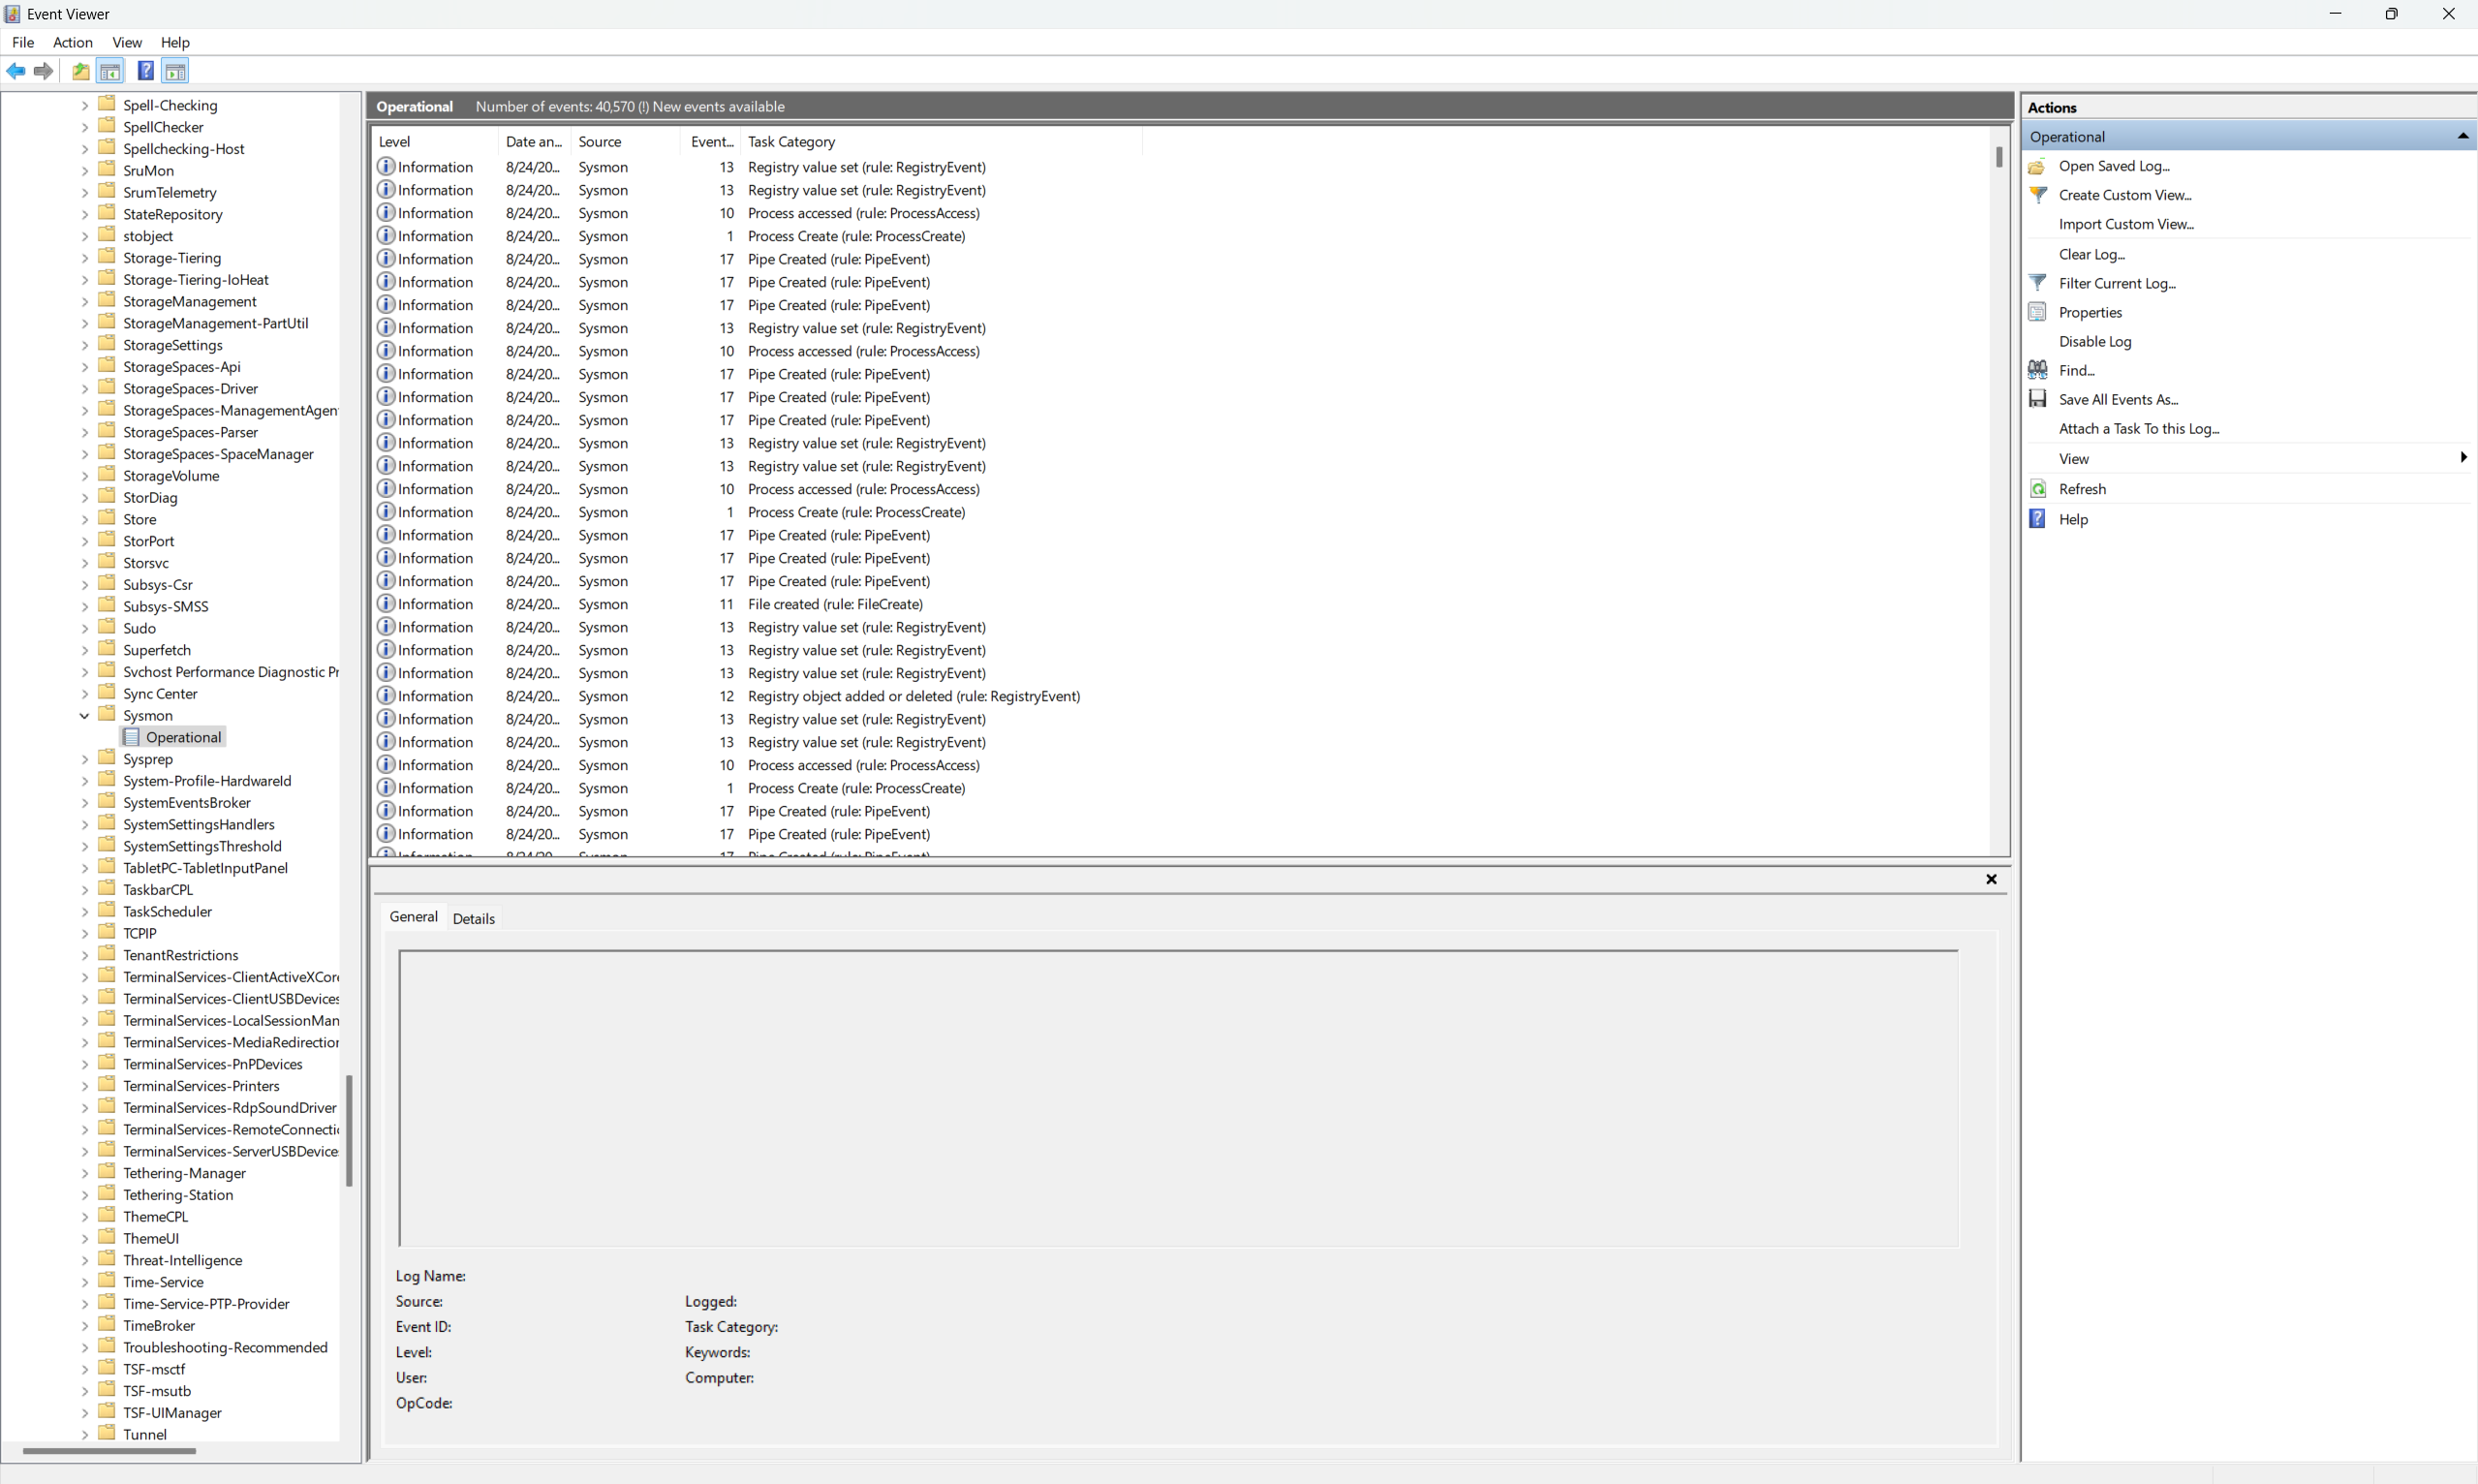 Event Viewer
File Action View Help
Spell-Checking
SpellChecker
Spellchecking-Host
SruMon
SrumTelemetry
StateRepository
stobject
Storage-Tiering
Storage-Tiering-IoHeat
StorageManagement
StorageManagement-PartUtil
StorageSettings
StorageSpaces-Api
StorageSpaces-Driver
StorageSpaces-ManagementAgen
StorageSpaces-Parser
StorageSpaces-SpaceManager
StorageVolume
StorDiag
Store
StorPort
Storsvc
Subsys-Csr
Subsys-SMSS
Sudo
Superfetch
Svchost Performance Diagnostic Pr
Sync Center
Sysmon
Operational
Sysprep
System-Profile-HardwareId
SystemEventsBroker
SystemSettingsHandlers
SystemSettingsThreshold
TabletPC-TabletInputPanel
TaskbarCPL
TaskScheduler
TCPIP
TenantRestrictions
TerminalServices-ClientActiveXCor
TerminalServices-ClientUSBDevices
TerminalServices-LocalSessionMan
TerminalServices-MediaRedirection
TerminalServices-PnPDevices
TerminalServices-Printers
TerminalServices-RdpSoundDriver
TerminalServices-RemoteConnecti
TerminalServices-ServerUSBDevice
Tethering-Manager
Tethering-Station
ThemeCPL
ThemeUI
Threat-Intelligence
Time-Service
Time-Service-PTP-Provider
TimeBroker
Troubleshooting-Recommended
TSF-msctf
TSF-msutb
TSF-UIManager
Tunnel
Operational Number of events: 40,570 (!) New events available
Level Date an... Source Event... Task Category
Information 8/24/20... Sysmon 13 Registry value set (rule: RegistryEvent)
Information 8/24/20... Sysmon 13 Registry value set (rule: RegistryEvent)
Information 8/24/20... Sysmon 10 Process accessed (rule: ProcessAccess)
Information 8/24/20... Sysmon 1 Process Create (rule: ProcessCreate)
Information 8/24/20... Sysmon 17 Pipe Created (rule: PipeEvent)
Information 8/24/20... Sysmon 17 Pipe Created (rule: PipeEvent)
Information 8/24/20... Sysmon 17 Pipe Created (rule: PipeEvent)
Information 8/24/20... Sysmon 13 Registry value set (rule: RegistryEvent)
Information 8/24/20... Sysmon 10 Process accessed (rule: ProcessAccess)
Information 8/24/20... Sysmon 17 Pipe Created (rule: PipeEvent)
Information 8/24/20... Sysmon 17 Pipe Created (rule: PipeEvent)
Information 8/24/20... Sysmon 17 Pipe Created (rule: PipeEvent)
Information 8/24/20... Sysmon 13 Registry value set (rule: RegistryEvent)
Information 8/24/20... Sysmon 13 Registry value set (rule: RegistryEvent)
Information 8/24/20... Sysmon 10 Process accessed (rule: ProcessAccess)
Information 8/24/20... Sysmon 1 Process Create (rule: ProcessCreate)
Information 8/24/20... Sysmon 17 Pipe Created (rule: PipeEvent)
Information 8/24/20... Sysmon 17 Pipe Created (rule: PipeEvent)
Information 8/24/20... Sysmon 17 Pipe Created (rule: PipeEvent)
Information 8/24/20... Sysmon 11 File created (rule: FileCreate)
Information 8/24/20... Sysmon 13 Registry value set (rule: RegistryEvent)
Information 8/24/20... Sysmon 13 Registry value set (rule: RegistryEvent)
Information 8/24/20... Sysmon 13 Registry value set (rule: RegistryEvent)
Information 8/24/20... Sysmon 12 Registry object added or deleted (rule: RegistryEvent)
Information 8/24/20... Sysmon 13 Registry value set (rule: RegistryEvent)
Information 8/24/20... Sysmon 13 Registry value set (rule: RegistryEvent)
Information 8/24/20... Sysmon 10 Process accessed (rule: ProcessAccess)
Information 8/24/20... Sysmon 1 Process Create (rule: ProcessCreate)
Information 8/24/20... Sysmon 17 Pipe Created (rule: PipeEvent)
Information 8/24/20... Sysmon 17 Pipe Created (rule: PipeEvent)
Information 8/24/20... Sysmon 17 Pipe Created (rule: PipeEvent)
General Details
Log Name:
Source: Logged:
Event ID: Task Category:
Level: Keywords:
User: Computer:
OpCode:
Actions
Operational
Open Saved Log...
Create Custom View...
Import Custom View...
Clear Log...
Filter Current Log...
Properties
Disable Log
Find...
Save All Events As...
Attach a Task To this Log...
View
Refresh
Help